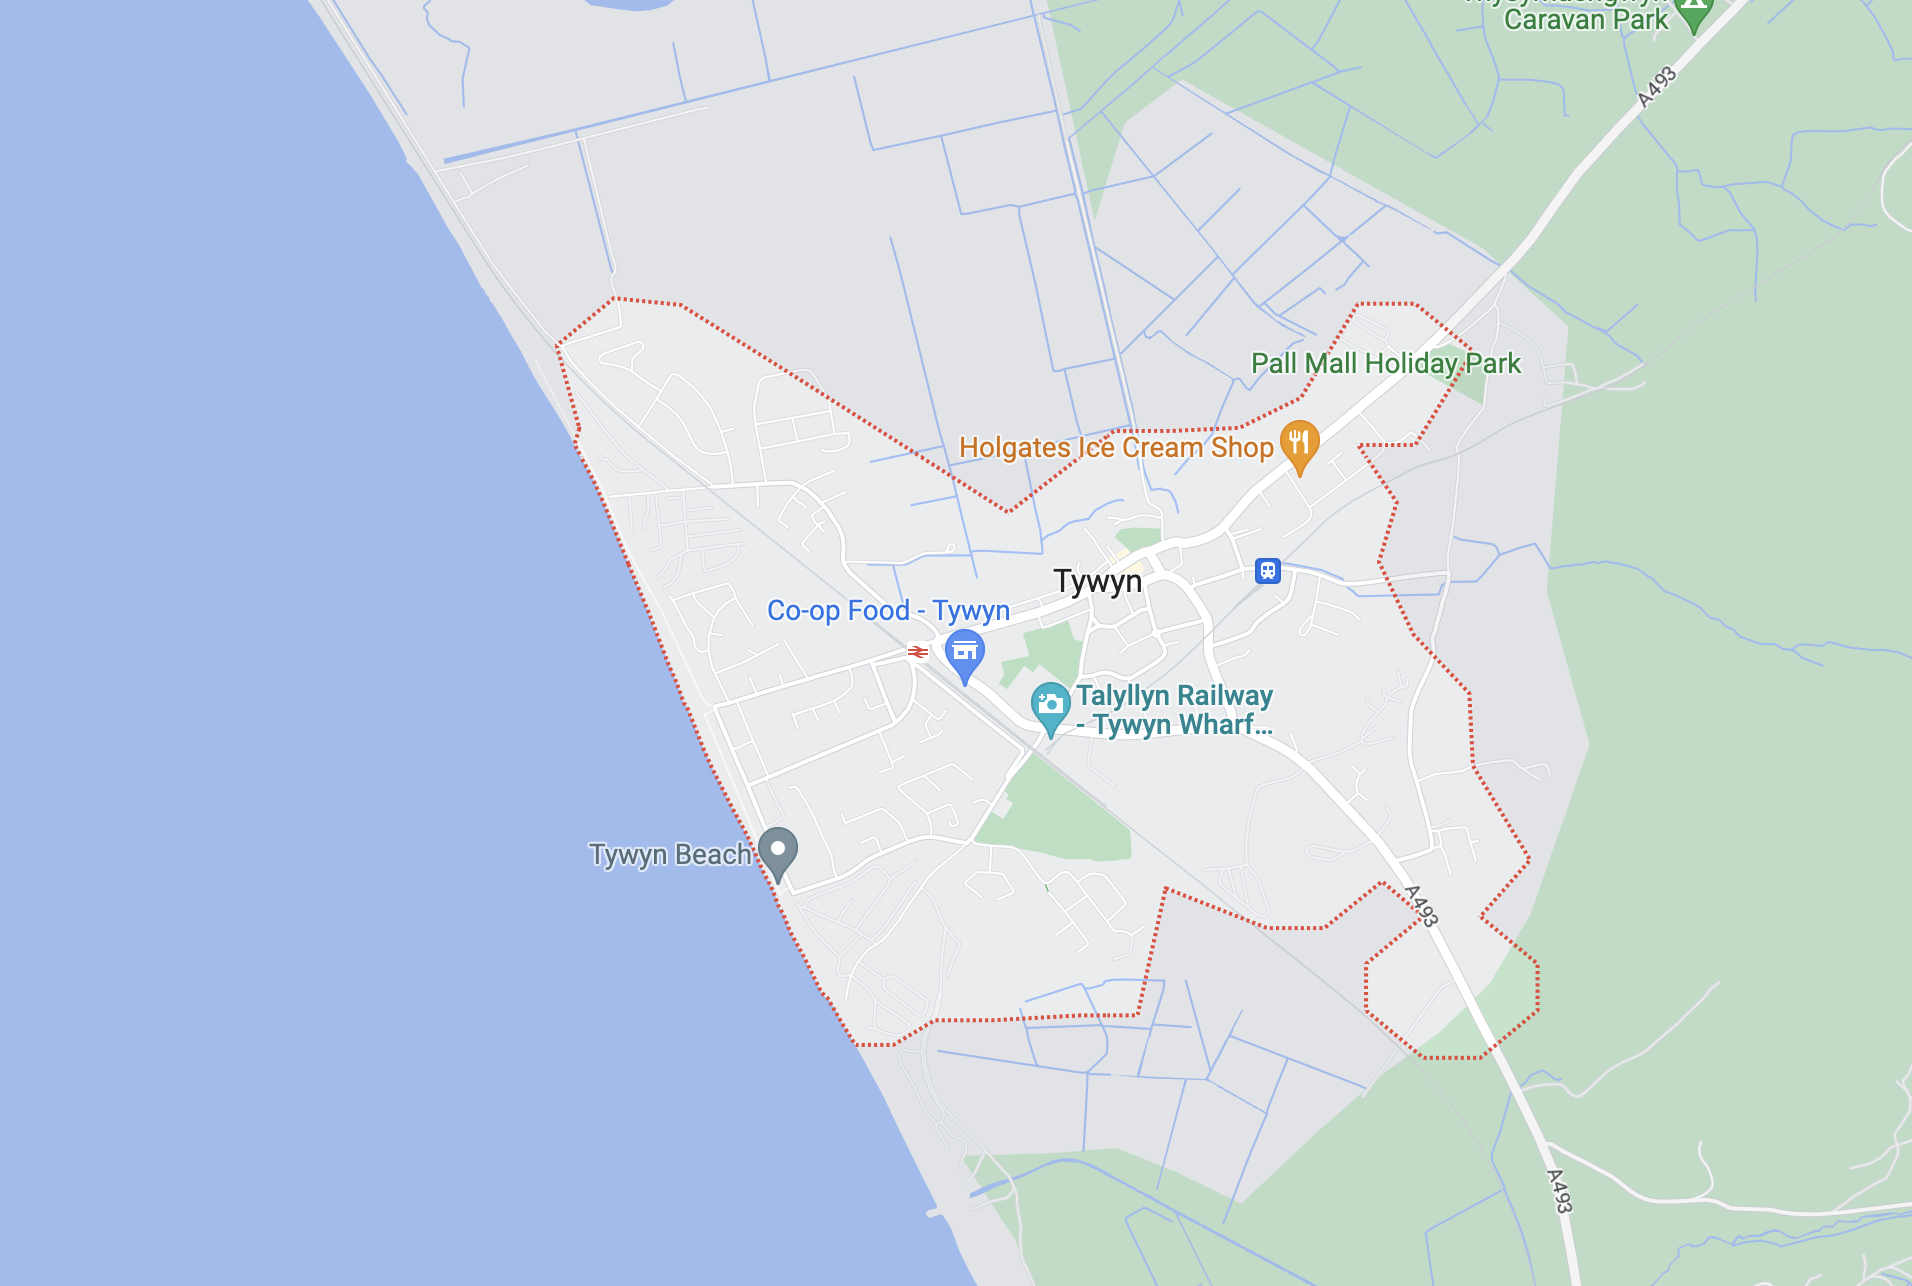 Caravan Park
A493
Pall Mall Holiday Park
Holgates Ice Cream Shop
Tywyn
Co-op Food - Tywyn
Talyllyn Railway
- Tywyn Wharf...
Tywyn Beach
A493
A493